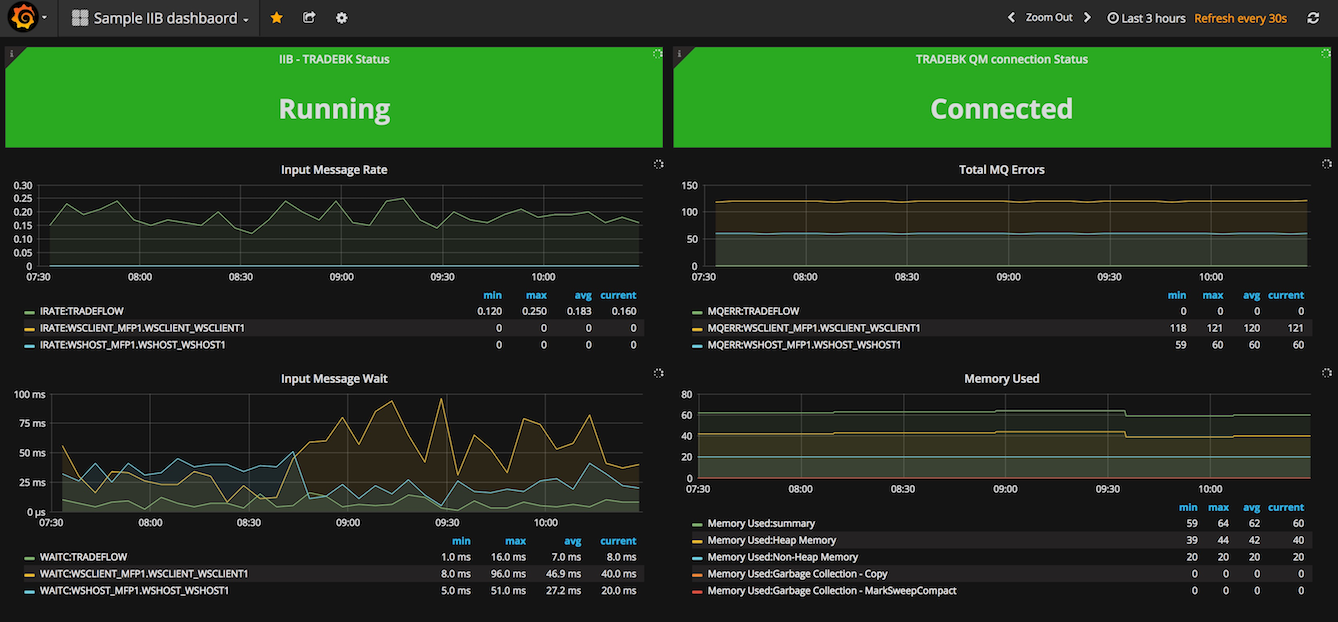 Sample IIB dashbaord
Zoom Out Last 3 hours Refresh every 30s
i
IIB - TRADEBK Status
Running
i
TRADEBK QM connection Status
Connected
Input Message Rate
0.30
0.25
0.20
0.15
0.10
0.05
0
07:30 08:00 08:30 09:00 09:30 10:00
min max avg current
IRATE:TRADEFLOW 0.120 0.250 0.183 0.160
IRATE:WSCLIENT_MFP1.WSCLIENT_WSCLIENT1 0 0 0 0
IRATE:WSHOST_MFP1.WSHOST_WSHOST1 0 0 0 0
Total MQ Errors
150
100
50
0
07:30 08:00 08:30 09:00 09:30 10:00
min max avg current
MQERR:TRADEFLOW 0 0 0 0
MQERR:WSCLIENT_MFP1.WSCLIENT_WSCLIENT1 118 121 120 121
MQERR:WSHOST_MFP1.WSHOST_WSHOST1 59 60 60 60
Input Message Wait
100 ms
75 ms
50 ms
25 ms
0 µs
07:30 08:00 08:30 09:00 09:30 10:00
min max avg current
WAITC:TRADEFLOW 1.0 ms 16.0 ms 7.0 ms 8.0 ms
WAITC:WSCLIENT_MFP1.WSCLIENT_WSCLIENT1 8.0 ms 96.0 ms 46.9 ms 40.0 ms
WAITC:WSHOST_MFP1.WSHOST_WSHOST1 5.0 ms 51.0 ms 27.2 ms 20.0 ms
Memory Used
80
60
40
20
0
07:30 08:00 08:30 09:00 09:30 10:00
min max avg current
Memory Used:summary 59 64 62 60
Memory Used:Heap Memory 39 44 42 40
Memory Used:Non-Heap Memory 20 20 20 20
Memory Used:Garbage Collection - Copy 0 0 0 0
Memory Used:Garbage Collection - MarkSweepCompact 0 0 0 0